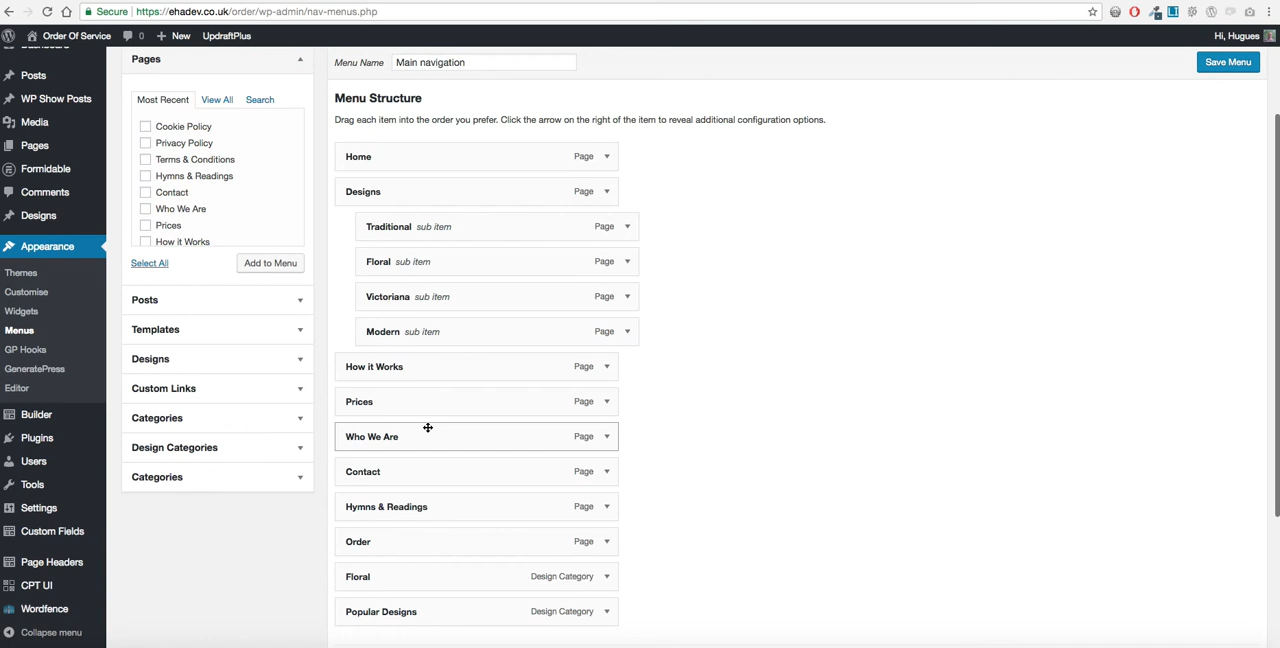 Secure https://ehadev.co.uk/order/wp-admin/nav-menus.php
Order Of Service 0 New UpdraftPlus Hi, Hugues
Dashboard
Posts
WP Show Posts
Media
Pages
Formidable
Comments
Designs
Appearance
Themes
Customise
Widgets
Menus
GP Hooks
GeneratePress
Editor
Builder
Plugins
Users
Tools
Settings
Custom Fields
Page Headers
CPT UI
Wordfence
Collapse menu
Pages
Most Recent View All Search
Cookie Policy
Privacy Policy
Terms & Conditions
Hymns & Readings
Contact
Who We Are
Prices
How it Works
Select All Add to Menu
Posts
Templates
Designs
Custom Links
Categories
Design Categories
Categories
Menu Name Main navigation Save Menu
Menu Structure
Drag each item into the order you prefer. Click the arrow on the right of the item to reveal additional configuration options.
Home Page
Designs Page
Traditional sub item Page
Floral sub item Page
Victoriana sub item Page
Modern sub item Page
How it Works Page
Prices Page
Who We Are Page
Contact Page
Hymns & Readings Page
Order Page
Floral Design Category
Popular Designs Design Category